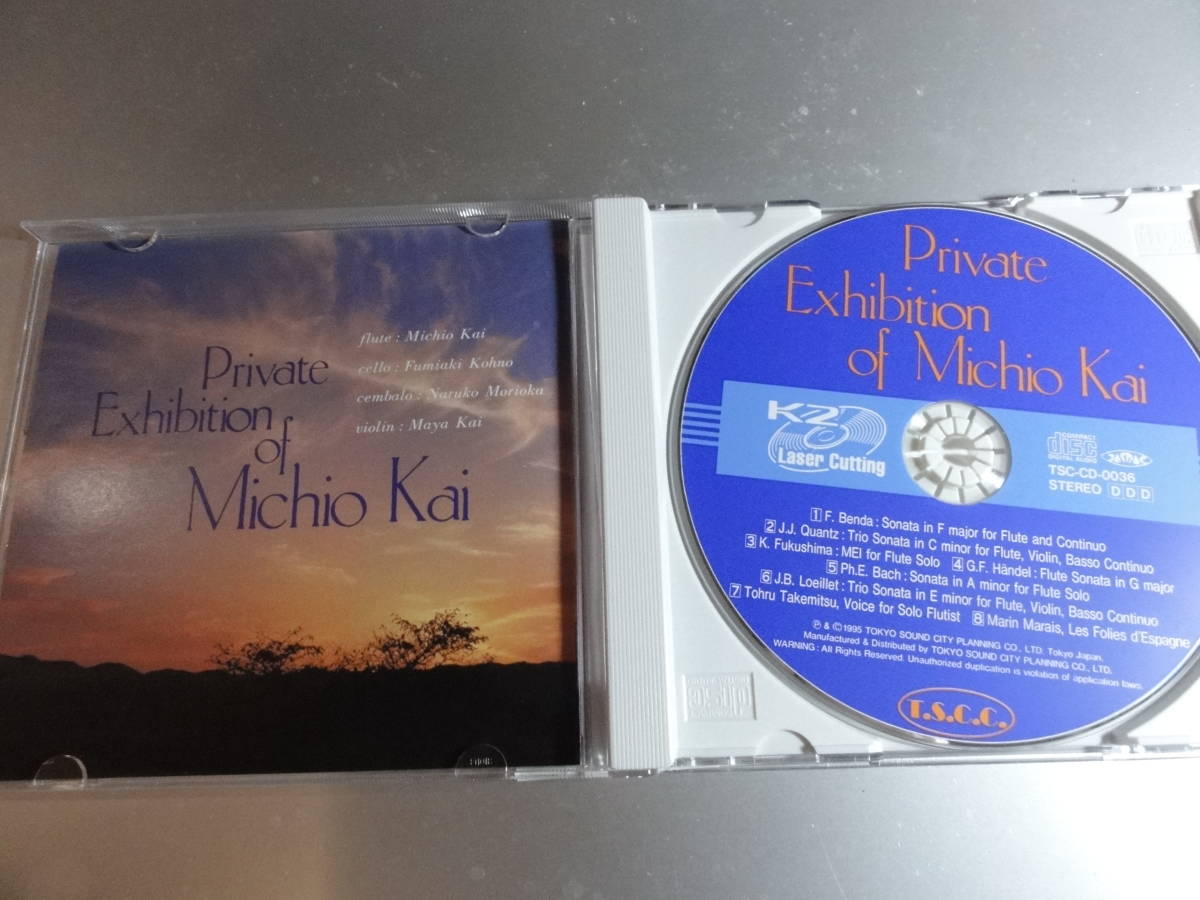 Private
Exhibition
of
Michio Kai
flute : Michio Kai
cello : Fumiaki Kohno
cembalo : Naruko Morioka
violin : Maya Kai
Private
Exhibition
of Michio Kai
K2
Laser Cutting
COMPACT
disc
DIGITAL AUDIO
TSC-CD-0036
STEREO D D D
1 F. Benda : Sonata in F major for Flute and Continuo
2 J.J. Quantz : Trio Sonata in C minor for Flute, Violin, Basso Continuo
3 K. Fukushima : MEI for Flute Solo 4 G.F. Händel : Flute Sonata in G major
5 Ph.E. Bach : Sonata in A minor for Flute Solo
6 J.B. Loeillet : Trio Sonata in E minor for Flute, Violin, Basso Continuo
7 Tohru Takemitsu, Voice for Solo Flutist 8 Marin Marais, Les Folies d'Espagne
℗ & ©1995 TOKYO SOUND CITY PLANNING CO., LTD. Tokyo Japan,
Manufactured & Distributed by TOKYO SOUND CITY PLANNING CO., LTD.
WARNING : All Rights Reserved. Unauthorized duplication is violation of application laws.
T.S.C.C.